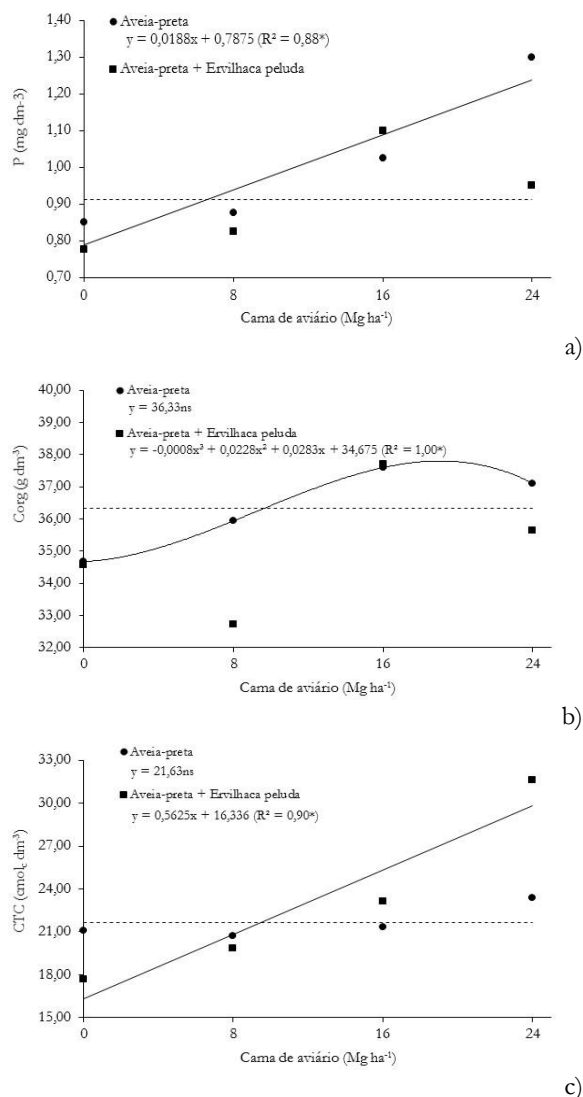 Aveia-preta
y = 0,0188x + 0,7875 (R² = 0,88*)
Aveia-preta + Ervilhaca peluda
P (mg dm-3)
1,40
1,30
1,20
1,10
1,00
0,90
0,80
0,70
0 8 16 24
Cama de aviário (Mg ha⁻¹)
a)
Aveia-preta
y = 36,33ns
Aveia-preta + Ervilhaca peluda
y = -0,0008x³ + 0,0228x² + 0,0283x + 34,675 (R² = 1,00*)
Corg (g dm⁻³)
40,00
39,00
38,00
37,00
36,00
35,00
34,00
33,00
32,00
0 8 16 24
Cama de aviário (Mg ha⁻¹)
b)
Aveia-preta
y = 21,63ns
Aveia-preta + Ervilhaca peluda
y = 0,5625x + 16,336 (R² = 0,90*)
CTC (cmolc dm⁻³)
33,00
30,00
27,00
24,00
21,00
18,00
15,00
0 8 16 24
Cama de aviário (Mg ha⁻¹)
c)